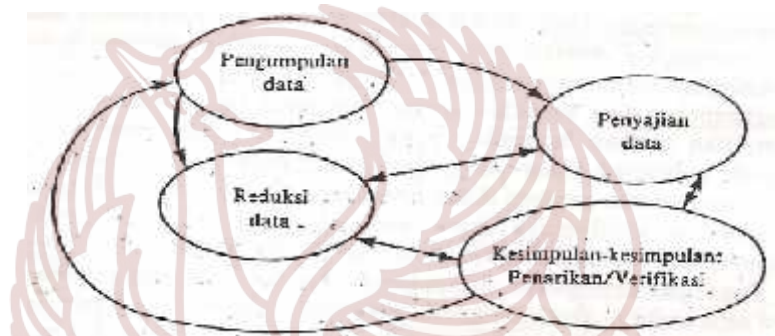 Pengumpulan
data
Penyajian
data
Reduksi
data
Kesimpulan-kesimpulan:
Penarikan/Verifikasi